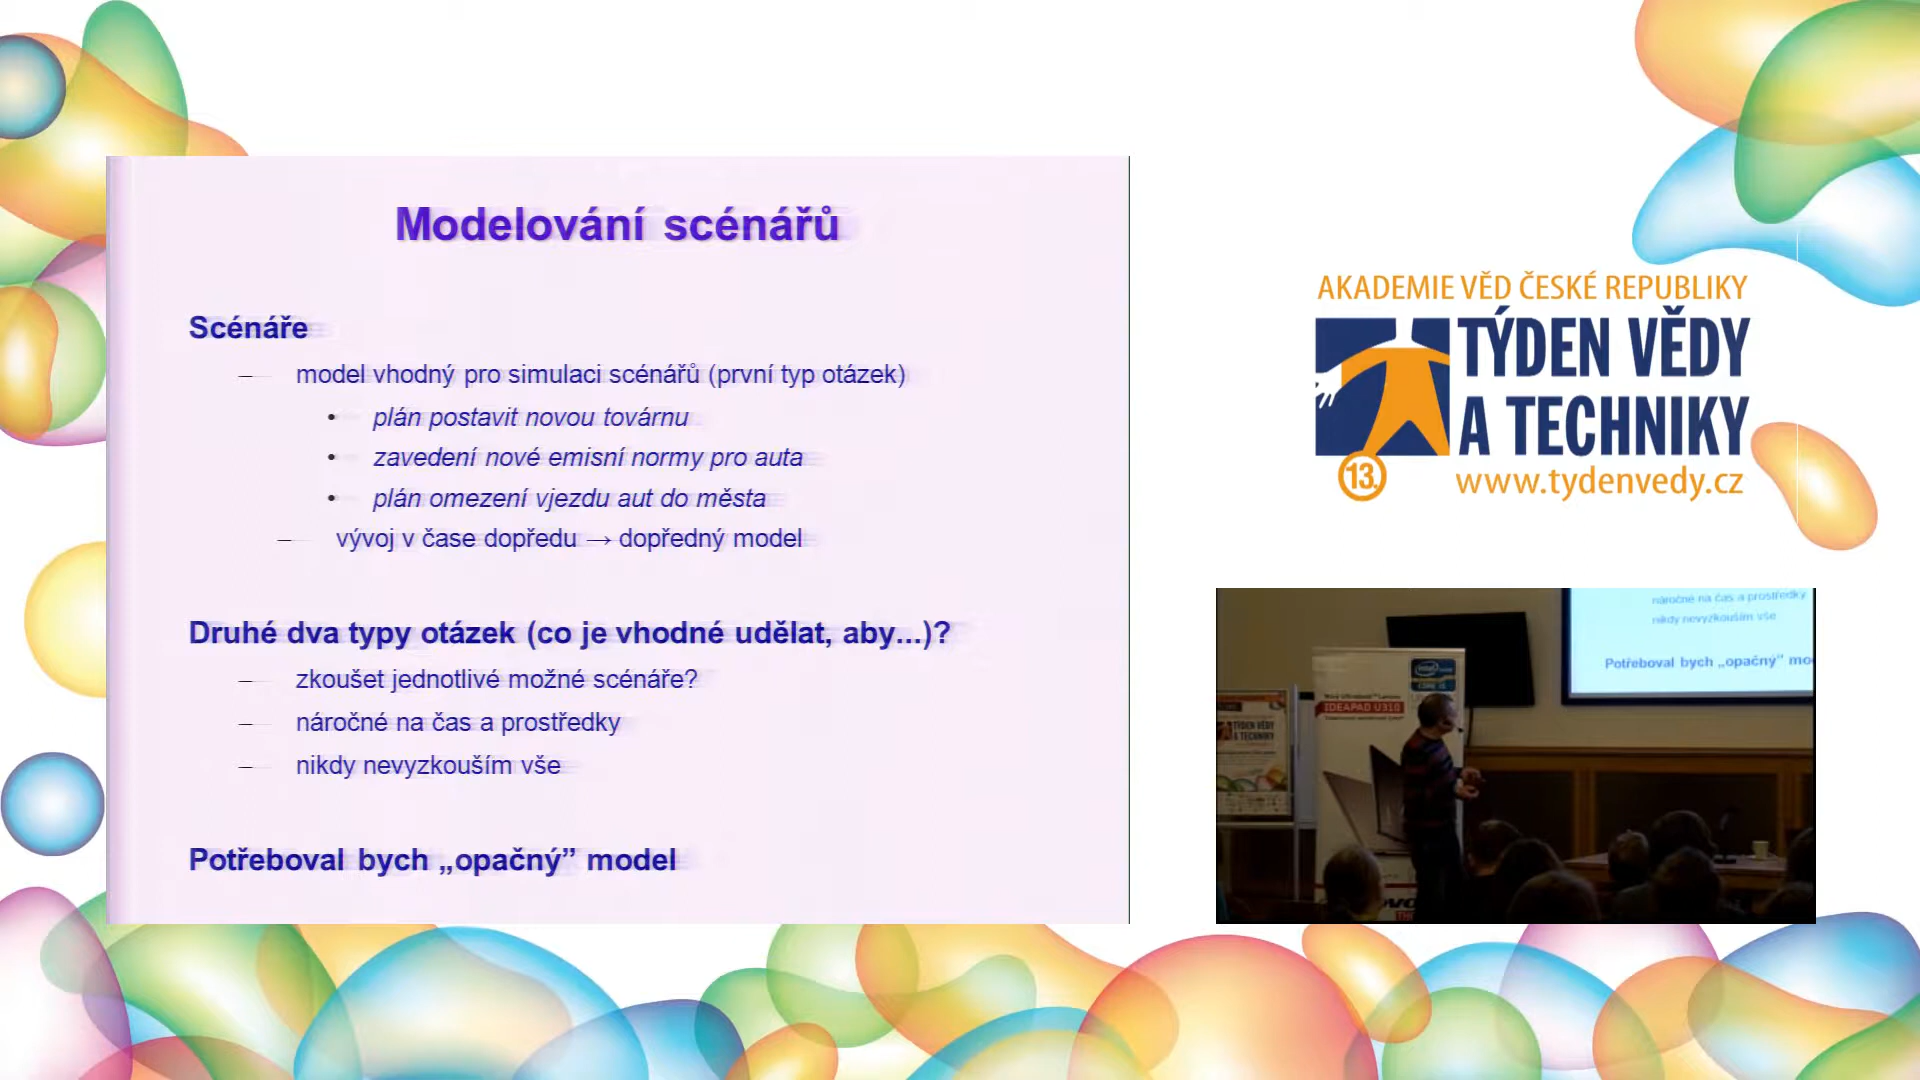 Modelování scénářů
Scénáře
– model vhodný pro simulaci scénářů (první typ otázek)
• plán postavit novou továrnu
• zavedení nové emisní normy pro auta
• plán omezení vjezdu aut do města
– vývoj v čase dopředu → dopředný model
Druhé dva typy otázek (co je vhodné udělat, aby...)?
– zkoušet jednotlivé možné scénáře?
– náročné na čas a prostředky
– nikdy nevyzkouším vše
Potřeboval bych „opačný” model
AKADEMIE VĚD ČESKÉ REPUBLIKY
TÝDEN VĚDY
A TECHNIKY
13.
www.tydenvedy.cz
náročné na čas a prostředky
nikdy nevyzkouším vše
Potřeboval bych „opačný” mo
intel
IDEAPAD U310
TÝDEN VĚDY
A TECHNIKY